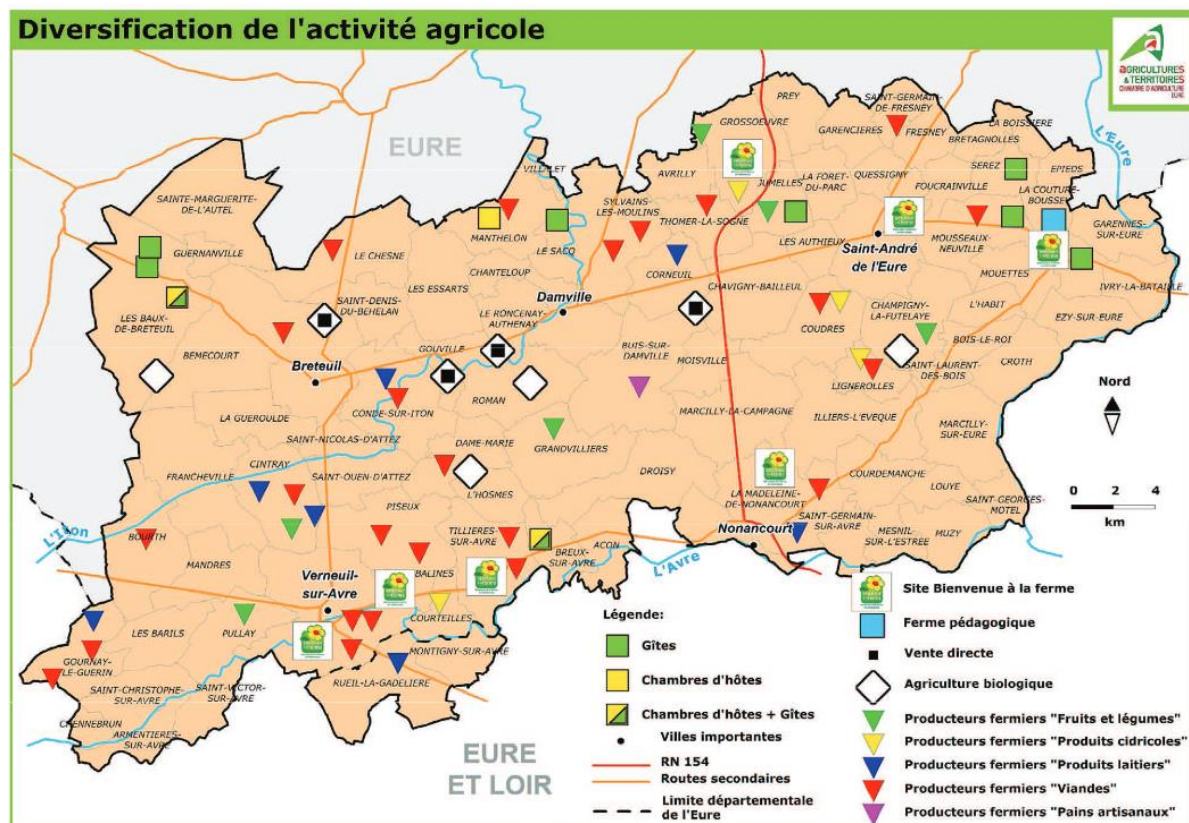 Diversification de l'activité agricole
AGRICULTURES
& TERRITOIRES
CHAMBRE D'AGRICULTURE
EURE
EURE
L'Eure
PREY
SAINT-GERMAIN-
DE-FRESNEY
GROSSOEUVRE
GARENCIERES
FRESNEY
LA BOISSIERE
BRETAGNOLLES
VILLALET
AVRILLY
JUMELLES
LA FORET-
DU-PARC
QUESSIGNY
SEREZ
EPIEDS
FOUCRAINVILLE
LA COUTURE-
BOUSSEY
SAINTE-MARGUERITE-
DE-L'AUTEL
SYLVAINS-
LES-MOULINS
THOMER-LA-SOGNE
GARENNES-
SUR-EURE
MANTHELON
LE SACQ
LES AUTHIEUX
Saint-André
de l'Eure
MOUSSEAUX-
NEUVILLE
GUERNANVILLE
LE CHESNE
CHANTELOUP
CORNEUIL
MOUETTES
LES ESSARTS
CHAVIGNY-BAILLEUL
IVRY-LA-BATAILLE
SAINT-DENIS-
DU-BEHELAN
Damville
CHAMPIGNY-
LA-FUTELAYE
L'HABIT
LES BAUX-
DE-BRETEUIL
LE RONCENAY-
AUTHENAY
EZY-SUR-EURE
COUDRES
BOIS-LE-ROI
BEMECOURT
GOUVILLE
BUIS-SUR-
DAMVILLE
MOISVILLE
CROTH
SAINT-LAURENT
DES-BOIS
Breteuil
LIGNEROLLES
Nord
ROMAN
CONDE-SUR-ITON
LA GUEROULDE
MARCILLY-LA-CAMPAGNE
ILLIERS-L'EVEQUE
MARCILLY-
SUR-EURE
SAINT-NICOLAS-D'ATTEZ
DAME-MARIE
GRANDVILLIERS
CINTRAY
FRANCHEVILLE
SAINT-OUEN-D'ATTEZ
DROISY
COURDEMANCHE
L'HOSMES
LOUYE
LA MADELEINE-
DE-NONANCOURT
SAINT-GEORGES-
MOTEL
0 2 4
km
PISEUX
SAINT-GERMAIN-
SUR-AVRE
L'Iton
BOURTH
TILLIERES-
SUR-AVRE
Nonancourt
MESNIL-
SUR-L'ESTREE
MUZY
ACON
BREUX-
SUR-AVRE
L'Avre
MANDRES
BALINES
Verneuil-
sur-Avre
COURTEILLES
LES BARILS
PULLAY
MONTIGNY-SUR-AVRE
GOURNAY-
LE-GUERIN
RUEIL-LA-GADELIERE
SAINT-CHRISTOPHE-
SUR-AVRE
SAINT-VICTOR-
SUR-AVRE
CHENNEBRUN
ARMENTIERES-
SUR-AVRE
EURE
ET LOIR
Légende:
Gîtes
Chambres d'hôtes
Chambres d'hôtes + Gîtes
Villes importantes
RN 154
Routes secondaires
Limite départementale
de l'Eure
Site Bienvenue à la ferme
Ferme pédagogique
Vente directe
Agriculture biologique
Producteurs fermiers "Fruits et légumes"
Producteurs fermiers "Produits cidricoles"
Producteurs fermiers "Produits laitiers"
Producteurs fermiers "Viandes"
Producteurs fermiers "Pains artisanaux"